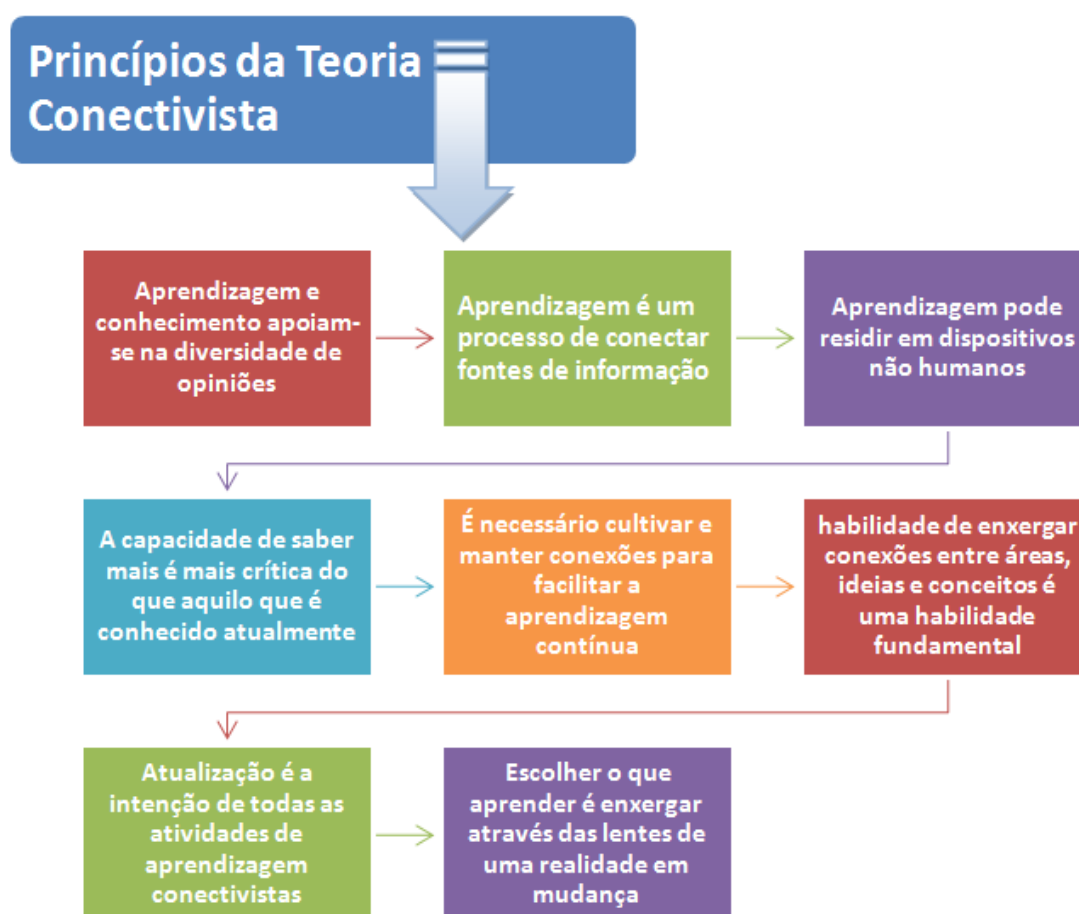 Princípios da Teoria
Conectivista
Aprendizagem e
conhecimento apoiam-
se na diversidade de
opiniões
Aprendizagem é um
processo de conectar
fontes de informação
Aprendizagem pode
residir em dispositivos
não humanos
A capacidade de saber
mais é mais crítica do
que aquilo que é
conhecido atualmente
É necessário cultivar e
manter conexões para
facilitar a
aprendizagem
contínua
habilidade de enxergar
conexões entre áreas,
ideias e conceitos é
uma habilidade
fundamental
Atualização é a
intenção de todas as
atividades de
aprendizagem
conectivistas
Escolher o que
aprender é enxergar
através das lentes de
uma realidade em
mudança